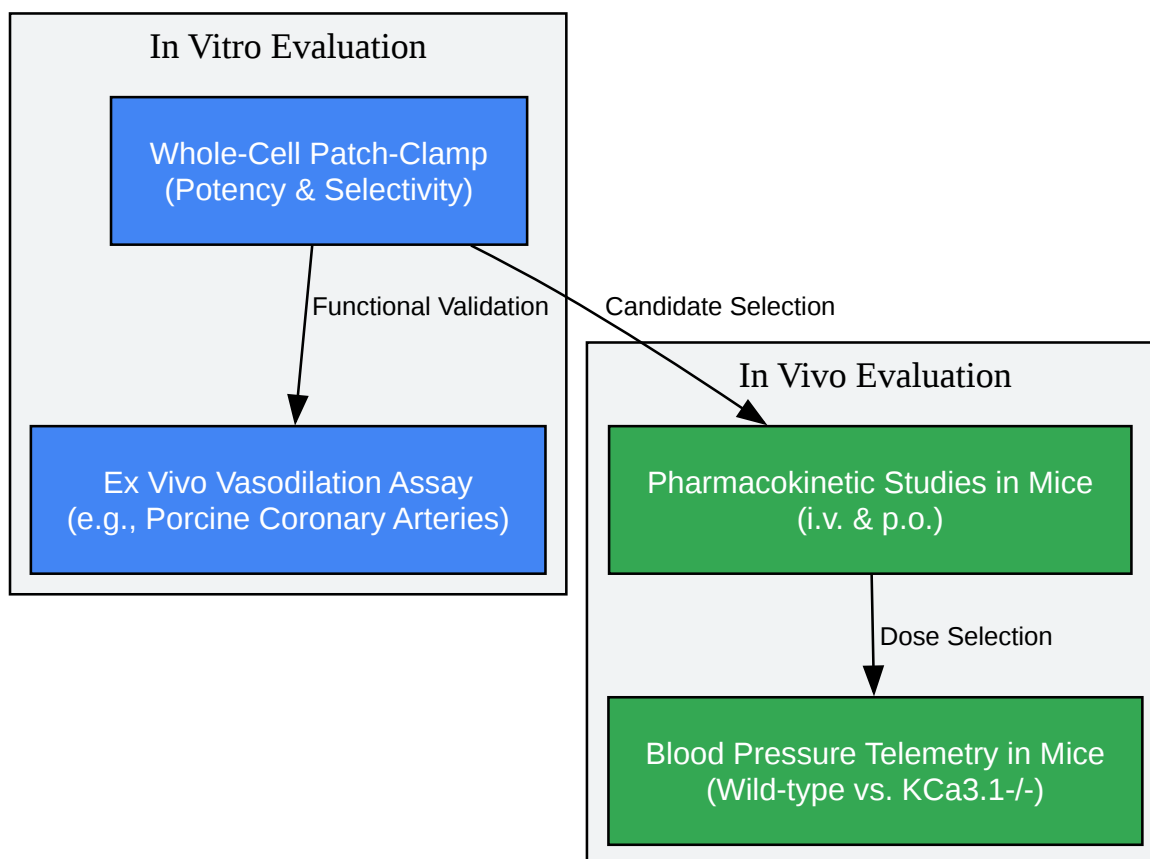 In Vitro Evaluation
Whole-Cell Patch-Clamp
(Potency & Selectivity)
Functional Validation
Candidate Selection
Ex Vivo Vasodilation Assay
(e.g., Porcine Coronary Arteries)
In Vivo Evaluation
Pharmacokinetic Studies in Mice
(i.v. & p.o.)
Dose Selection
Blood Pressure Telemetry in Mice
(Wild-type vs. KCa3.1-/-)